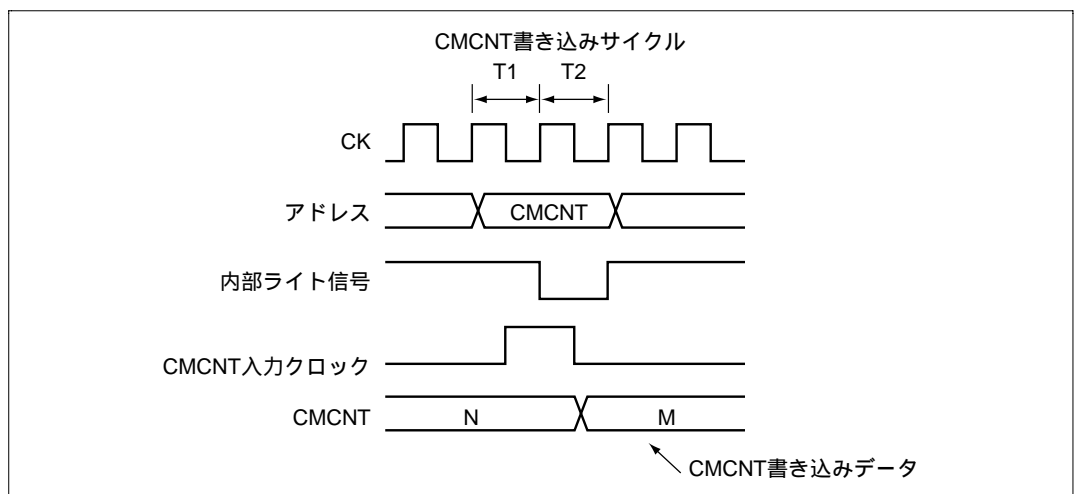 CMCNT書き込みサイクル
T1 T2
CK
アドレス CMCNT
内部ライト信号
CMCNT入力クロック
CMCNT N M
CMCNT書き込みデータ